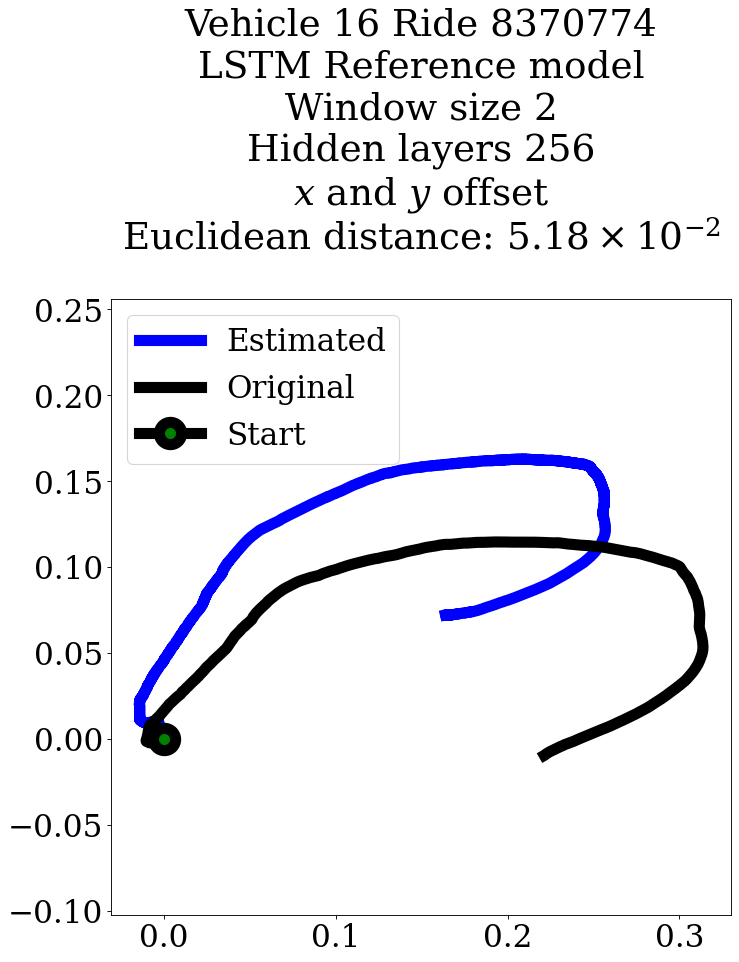 Vehicle 16 Ride 8370774
LSTM Reference model
Window size 2
Hidden layers 256
x and y offset
Euclidean distance: 5.18 × 10⁻²
Estimated
Original
Start
0.25
0.20
0.15
0.10
0.05
0.00
−0.05
−0.10
0.0 0.1 0.2 0.3